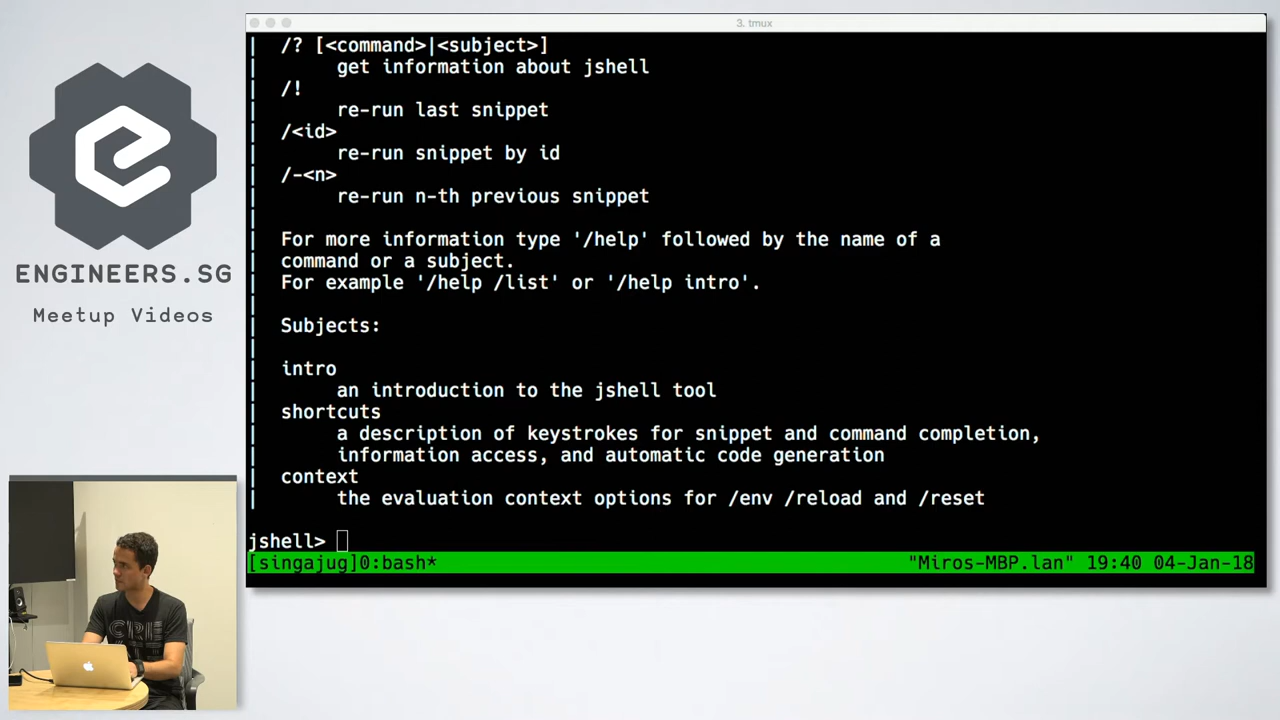 3. tmux
| /? [<command>|<subject>]
| get information about jshell
| /!
| re-run last snippet
| /<id>
| re-run snippet by id
| /-<n>
| re-run n-th previous snippet
|
| For more information type '/help' followed by the name of a
| command or a subject.
| For example '/help /list' or '/help intro'.
|
| Subjects:
|
| intro
| an introduction to the jshell tool
| shortcuts
| a description of keystrokes for snippet and command completion,
| information access, and automatic code generation
| context
| the evaluation context options for /env /reload and /reset
jshell>
[singajug]0:bash* "Miros-MBP.lan" 19:40 04-Jan-18
e
ENGINEERS.SG
Meetup Videos
CRE